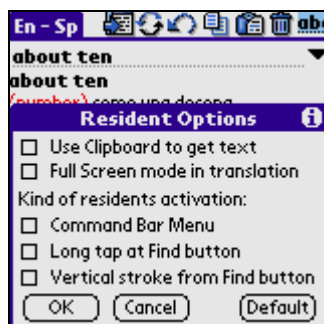 En - Sp
about ten
about ten
(number) como una decena
Resident Options
Use Clipboard to get text
Full Screen mode in translation
Kind of residents activation:
Command Bar Menu
Long tap at Find button
Vertical stroke from Find button
OK Cancel Default